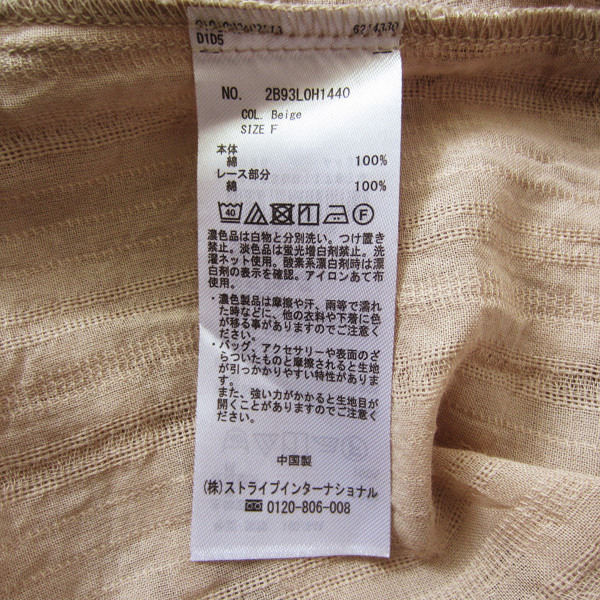 D1D5
NO. 2B93L0H1440
COL. Beige
SIZE F
本体
綿 100%
レース部分
綿 100%
40
F
濃色品は白物と分別洗い。つけ置き
禁止。淡色品は蛍光増白剤禁止。洗
濯ネット使用。酸素系漂白剤時は漂
白剤の表示を確認。アイロンあて布
使用。
・濃色製品は摩擦や汗、雨等で濡れ
た時などに、他の衣料や下着に色
が移る事がありますのでご注意く
ださい。
・バッグ、アクセサリーや表面のざ
らついたものと摩擦されると生地
が引っかかりやすい特性がありま
す。
また、強い力がかかると生地目が
開くことがありますのでご注意く
ださい。
中国製
(株)ストライプインターナショナル
0120-806-008